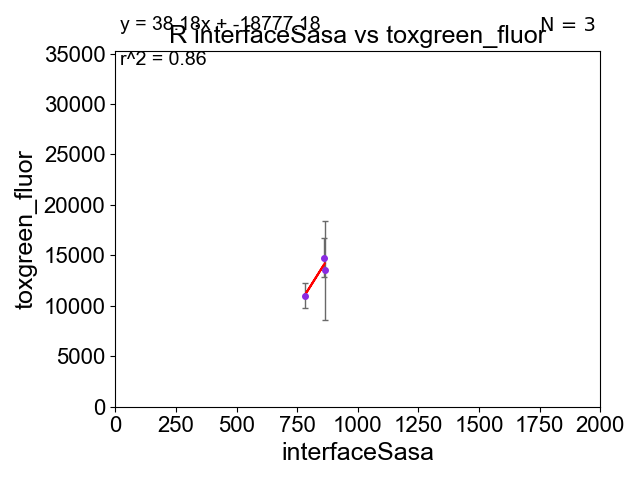 y = 38.18x + -18777.18
N = 3
R interfaceSasa vs toxgreen_fluor
r^2 = 0.86
35000
30000
25000
20000
15000
10000
5000
0
toxgreen_fluor
0 250 500 750 1000 1250 1500 1750 2000
interfaceSasa